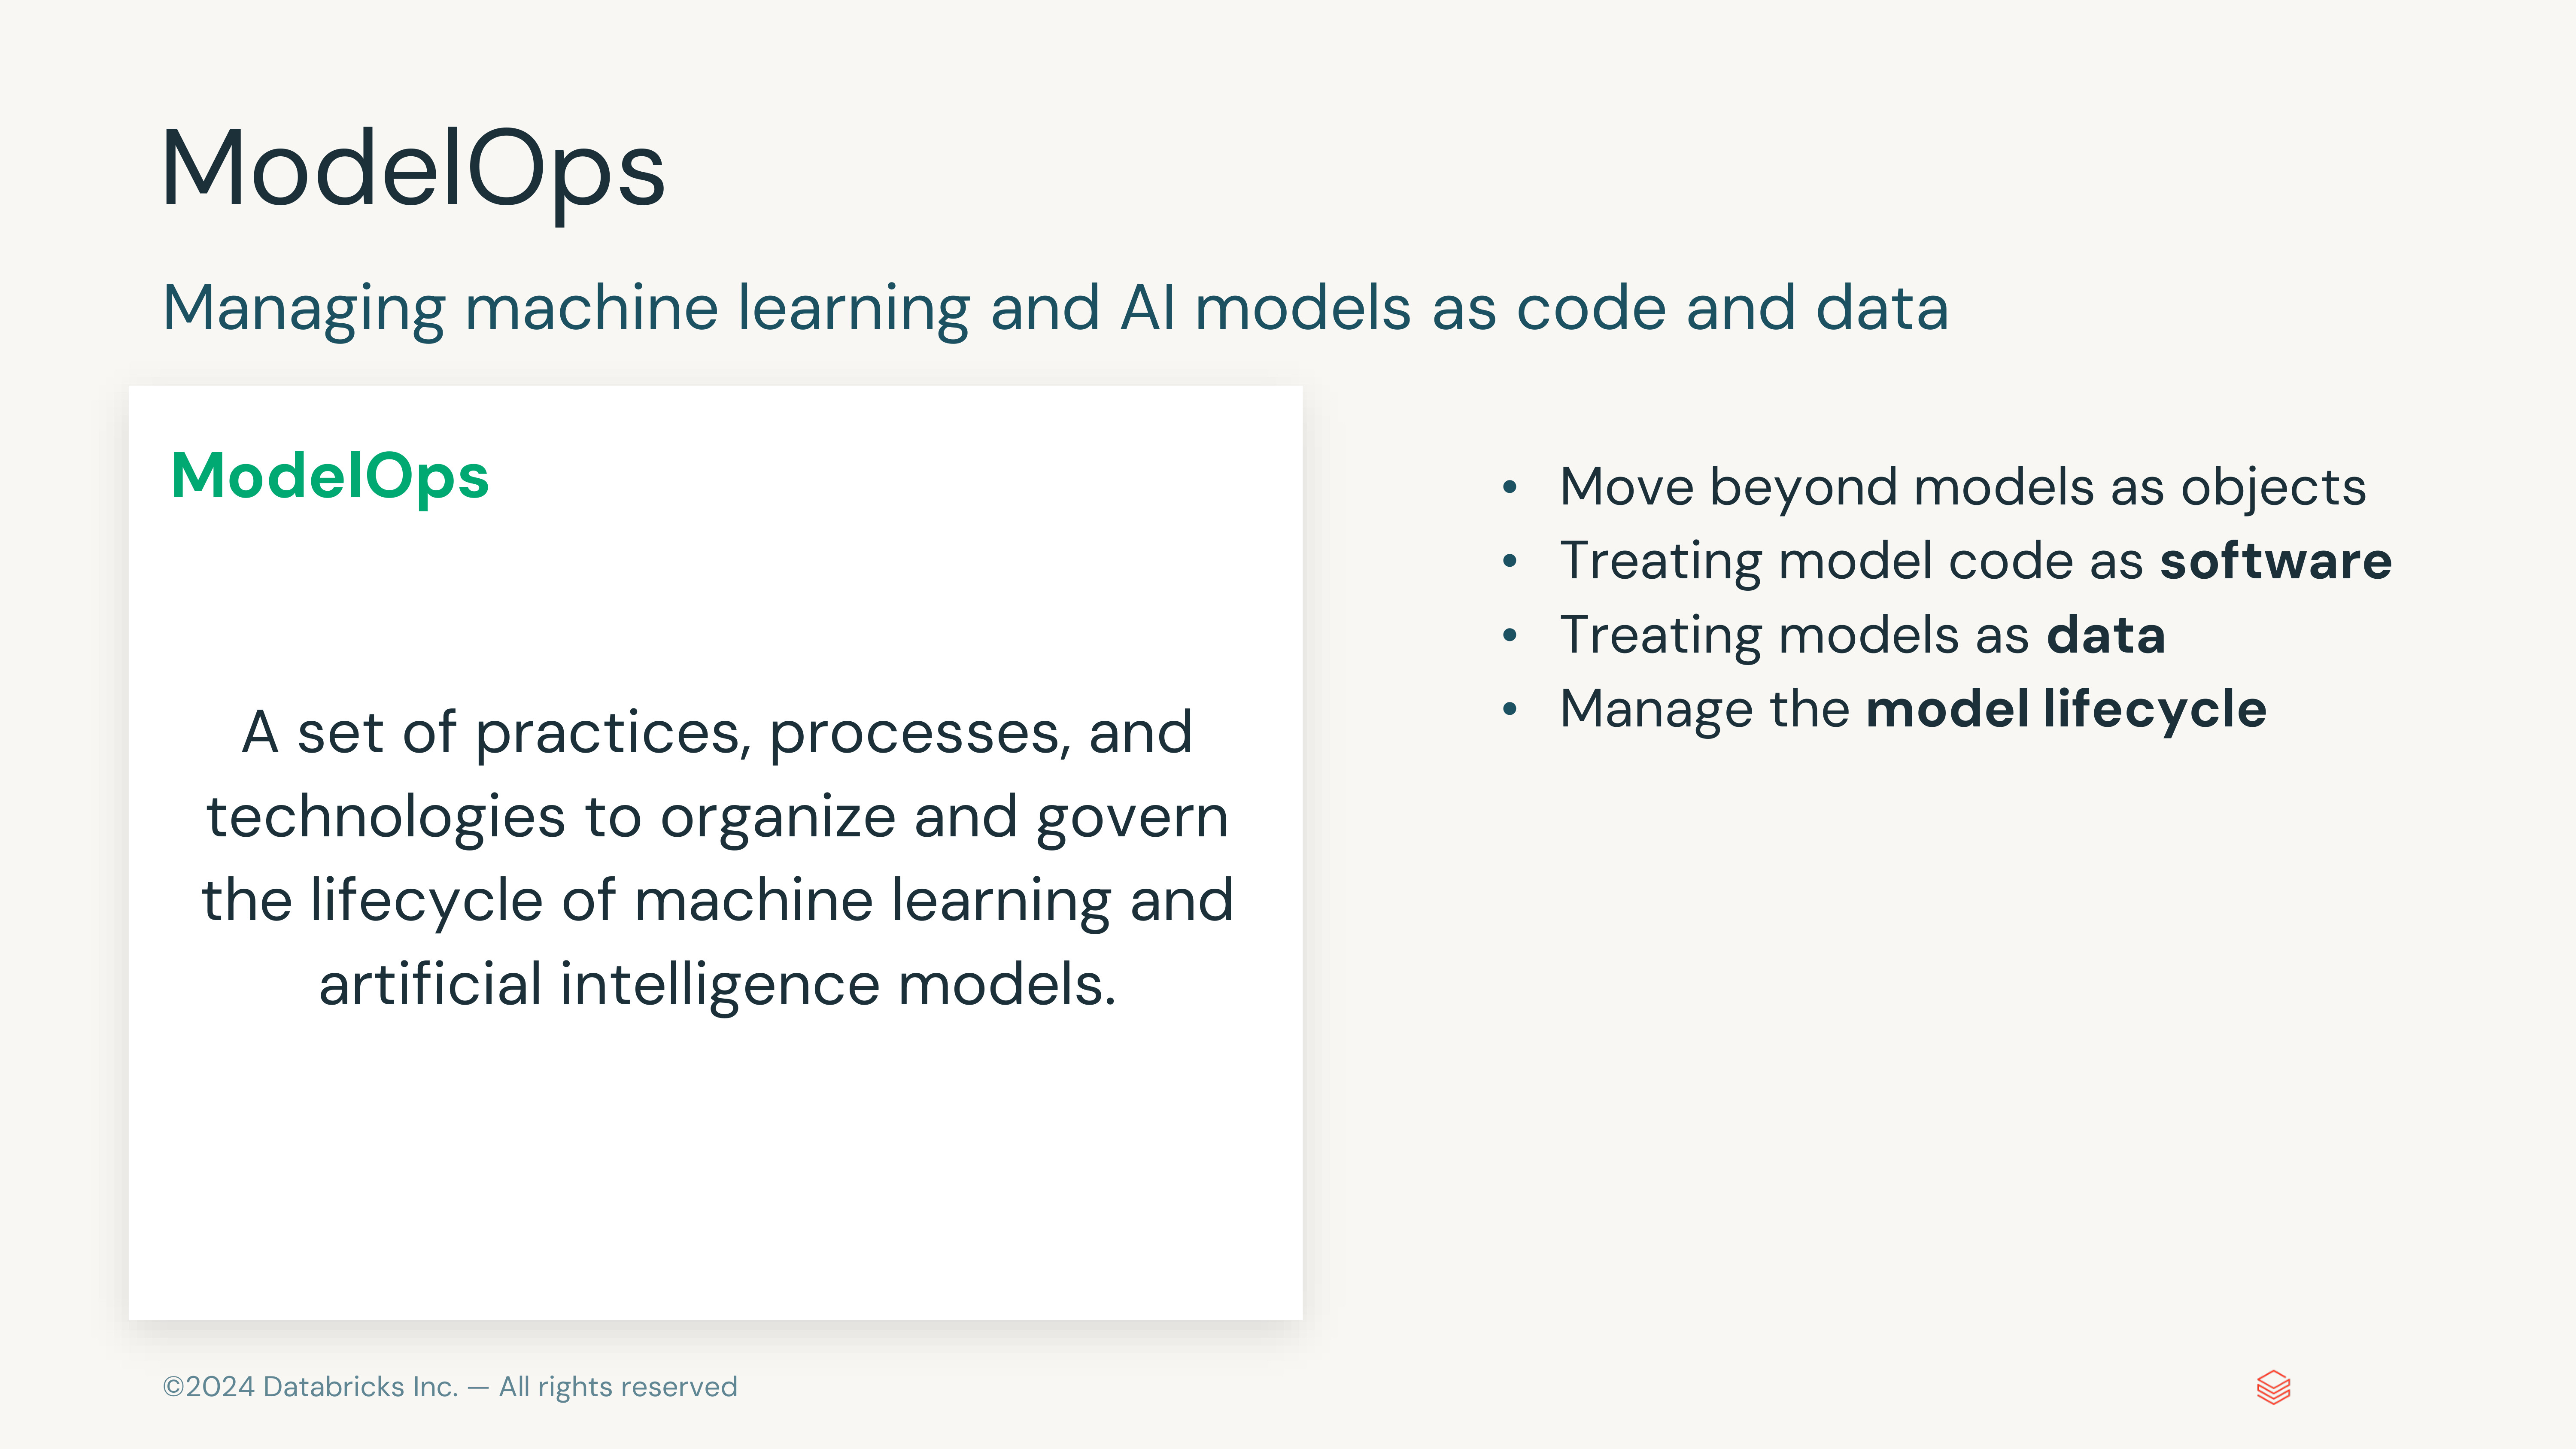 ModelOps
Managing machine learning and AI models as code and data
ModelOps
A set of practices, processes, and
technologies to organize and govern
the lifecycle of machine learning and
artificial intelligence models.
• Move beyond models as objects
• Treating model code as software
• Treating models as data
• Manage the model lifecycle
©2024 Databricks Inc. — All rights reserved